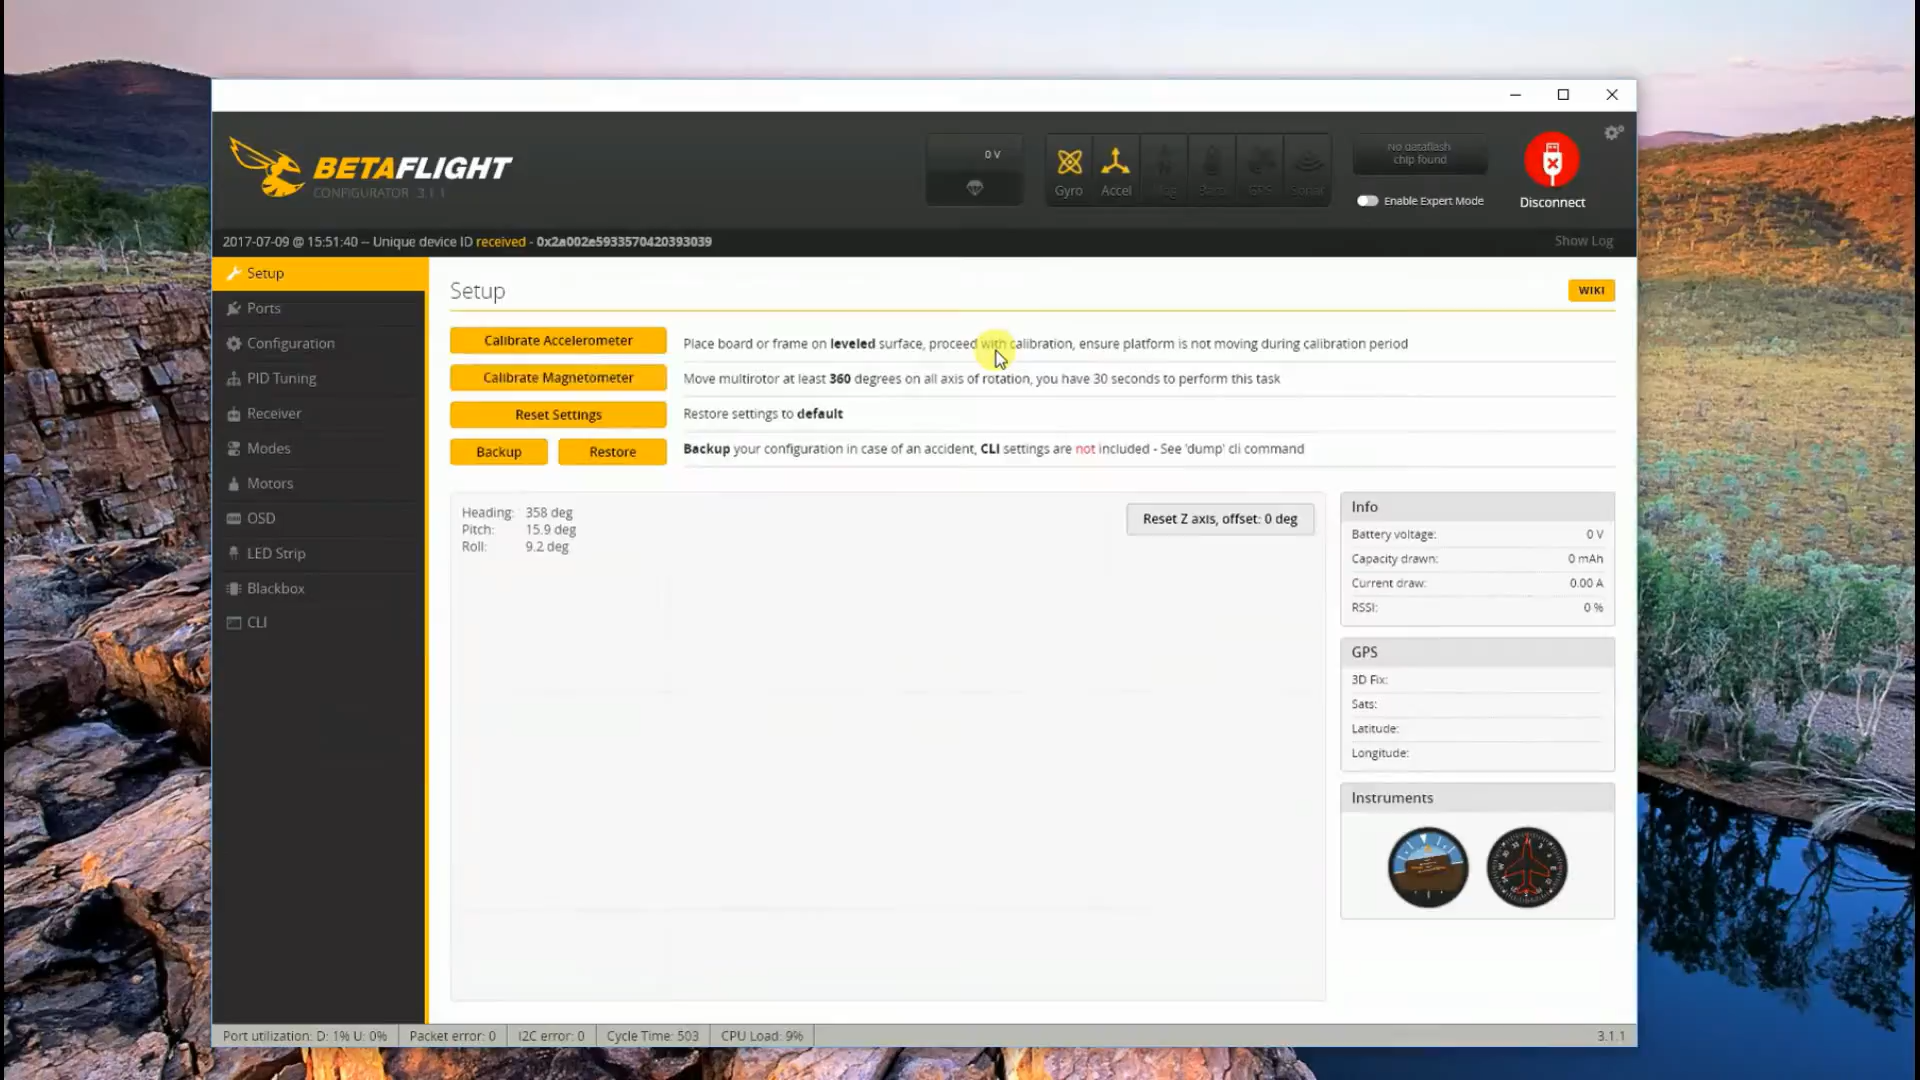 BETAFLIGHT
CONFIGURATOR 3.1.1
0 V
Gyro
Accel
Mag
Baro
GPS
Sonar
No dataflash
chip found
Enable Expert Mode
Disconnect
2017-07-09 @ 15:51:40 -- Unique device ID received - 0x2a002e5933570420393039
Show Log
Setup
Ports
Configuration
PID Tuning
Receiver
Modes
Motors
OSD
LED Strip
Blackbox
CLI
Setup
WIKI
Calibrate Accelerometer
Place board or frame on leveled surface, proceed with calibration, ensure platform is not moving during calibration period
Calibrate Magnetometer
Move multirotor at least 360 degrees on all axis of rotation, you have 30 seconds to perform this task
Reset Settings
Restore settings to default
Backup
Restore
Backup your configuration in case of an accident, CLI settings are not included - See 'dump' cli command
Heading: 358 deg
Pitch: 15.9 deg
Roll: 9.2 deg
Reset Z axis, offset: 0 deg
Info
Battery voltage: 0 V
Capacity drawn: 0 mAh
Current draw: 0.00 A
RSSI: 0 %
GPS
3D Fix:
Sats:
Latitude:
Longitude:
Instruments
Port utilization: D: 1% U: 0%
Packet error: 0
I2C error: 0
Cycle Time: 503
CPU Load: 9%
3.1.1